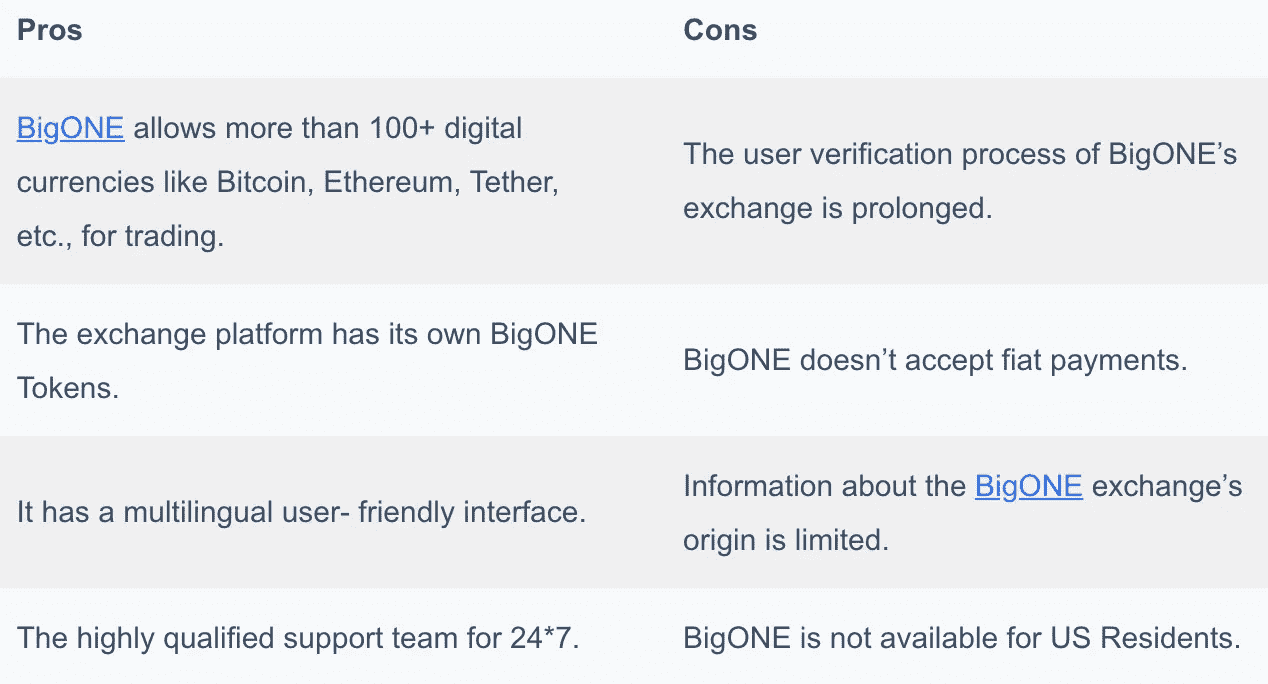 Pros
Cons
BigONE allows more than 100+ digital
currencies like Bitcoin, Ethereum, Tether,
etc., for trading.
The user verification process of BigONE’s
exchange is prolonged.
The exchange platform has its own BigONE
Tokens.
BigONE doesn’t accept fiat payments.
It has a multilingual user- friendly interface.
Information about the BigONE exchange’s
origin is limited.
The highly qualified support team for 24*7.
BigONE is not available for US Residents.